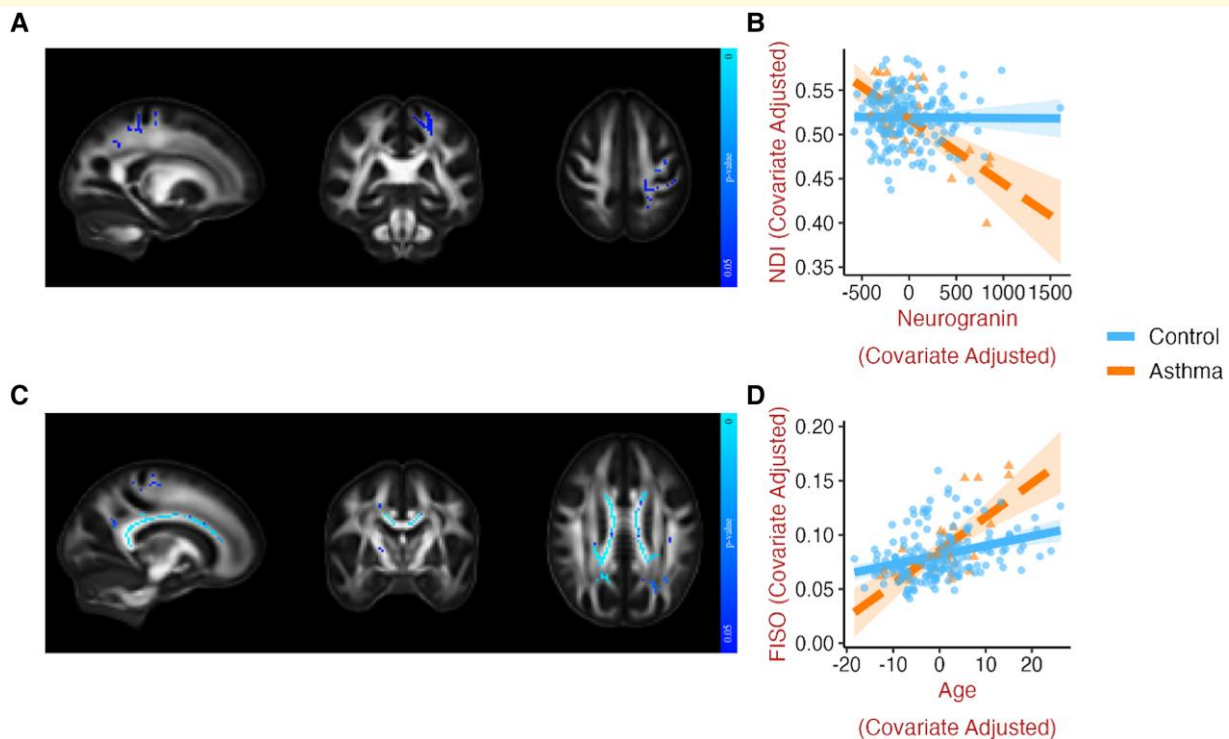 A
0
p-value
0.05
B
NDI (Covariate Adjusted)
0.55
0.50
0.45
0.40
0.35
-500 0 500 1000 1500
Neurogranin
(Covariate Adjusted)
Control
Asthma
C
0
p-value
0.05
D
FISO (Covariate Adjusted)
0.20
0.15
0.10
0.05
0.00
-20 -10 0 10 20
Age
(Covariate Adjusted)